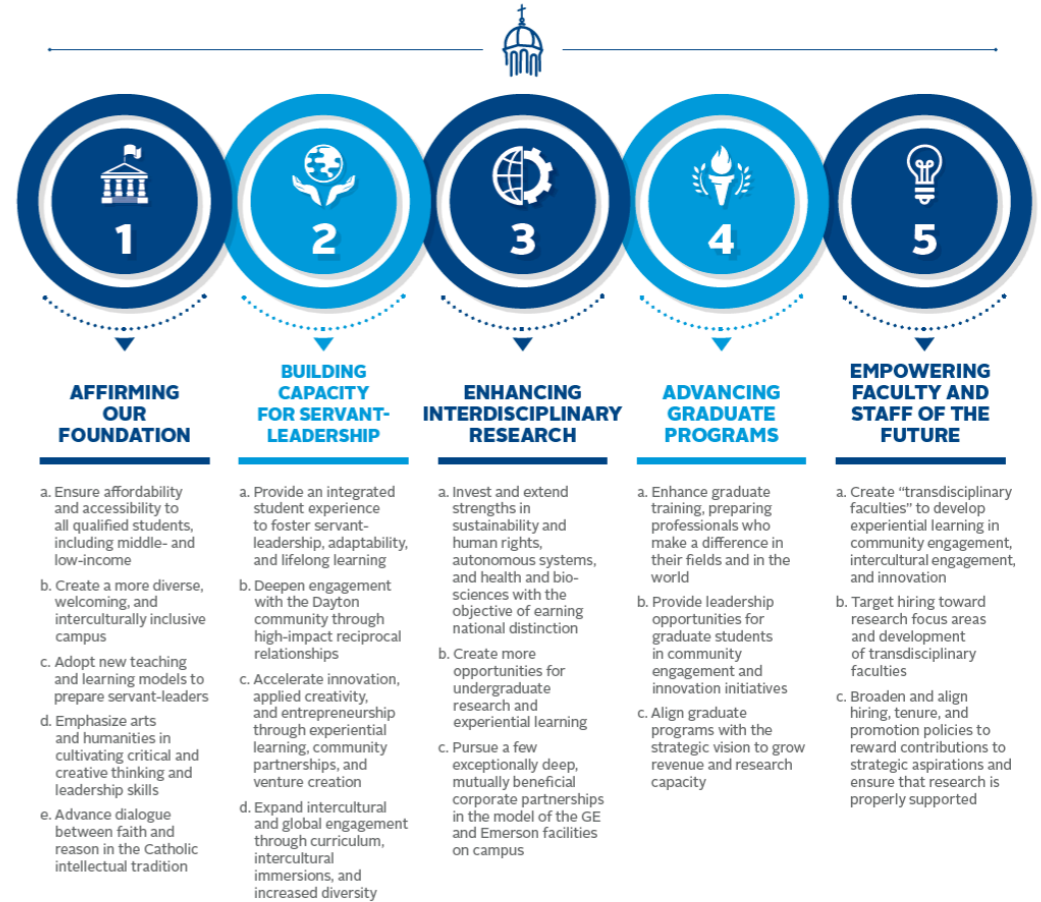 1
2
3
4
5
AFFIRMING
OUR
FOUNDATION
a. Ensure affordability
and accessibility to
all qualified students,
including middle- and
low-income
b. Create a more diverse,
welcoming, and
interculturally inclusive
campus
c. Adopt new teaching
and learning models to
prepare servant-leaders
d. Emphasize arts
and humanities in
cultivating critical and
creative thinking and
leadership skills
e. Advance dialogue
between faith and
reason in the Catholic
intellectual tradition
BUILDING
CAPACITY
FOR SERVANT-
LEADERSHIP
a. Provide an integrated
student experience
to foster servant-
leadership, adaptability,
and lifelong learning
b. Deepen engagement
with the Dayton
community through
high-impact reciprocal
relationships
c. Accelerate innovation,
applied creativity,
and entrepreneurship
through experiential
learning, community
partnerships, and
venture creation
d. Expand intercultural
and global engagement
through curriculum,
intercultural
immersions, and
increased diversity
ENHANCING
INTERDISCIPLINARY
RESEARCH
a. Invest and extend
strengths in
sustainability and
human rights,
autonomous systems,
and health and bio-
sciences with the
objective of earning
national distinction
b. Create more
opportunities for
undergraduate
research and
experiential learning
c. Pursue a few
exceptionally deep,
mutually beneficial
corporate partnerships
in the model of the GE
and Emerson facilities
on campus
ADVANCING
GRADUATE
PROGRAMS
a. Enhance graduate
training, preparing
professionals who
make a difference in
their fields and in the
world
b. Provide leadership
opportunities for
graduate students
in community
engagement and
innovation initiatives
c. Align graduate
programs with the
strategic vision to grow
revenue and research
capacity
EMPOWERING
FACULTY AND
STAFF OF THE
FUTURE
a. Create “transdisciplinary
faculties” to develop
experiential learning in
community engagement,
intercultural engagement,
and innovation
b. Target hiring toward
research focus areas
and development
of transdisciplinary
faculties
c. Broaden and align
hiring, tenure, and
promotion policies to
reward contributions to
strategic aspirations and
ensure that research is
properly supported